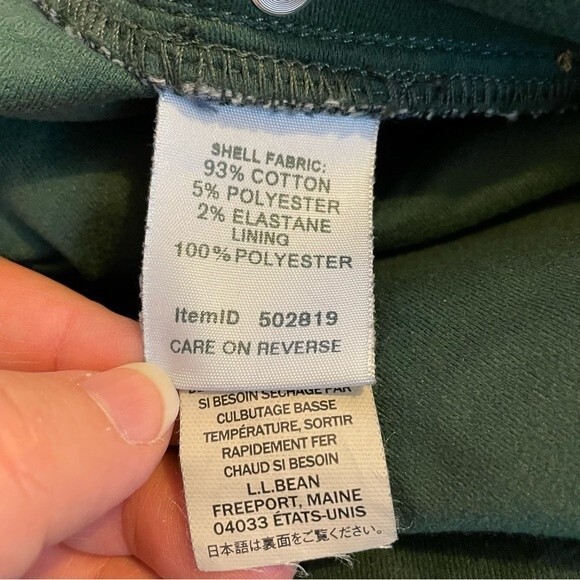 SHELL FABRIC:
93% COTTON
5% POLYESTER
2% ELASTANE
LINING
100% POLYESTER
ItemID 502819
CARE ON REVERSE
SI BESOIN SÉCHAGE PAR
CULBUTAGE BASSE
TEMPÉRATURE, SORTIR
RAPIDEMENT FER
CHAUD SI BESOIN
L.L.BEAN
FREEPORT, MAINE
04033 ÉTATS-UNIS
日本語は裏面をご覧ください。